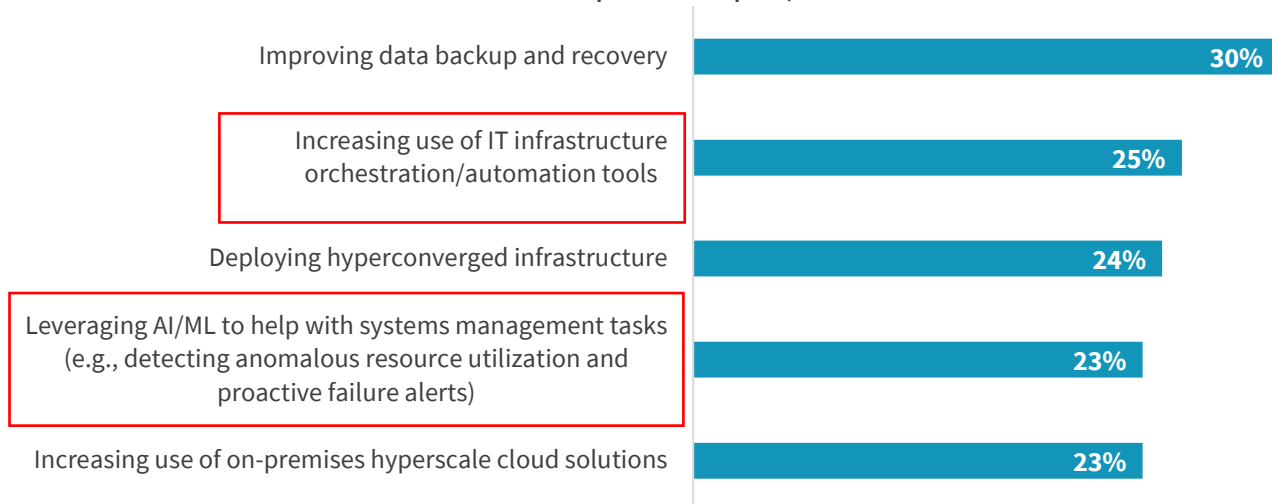 Improving data backup and recovery
30%
Increasing use of IT infrastructure
orchestration/automation tools
25%
Deploying hyperconverged infrastructure
24%
Leveraging AI/ML to help with systems management tasks
(e.g., detecting anomalous resource utilization and
proactive failure alerts)
23%
Increasing use of on-premises hyperscale cloud solutions
23%